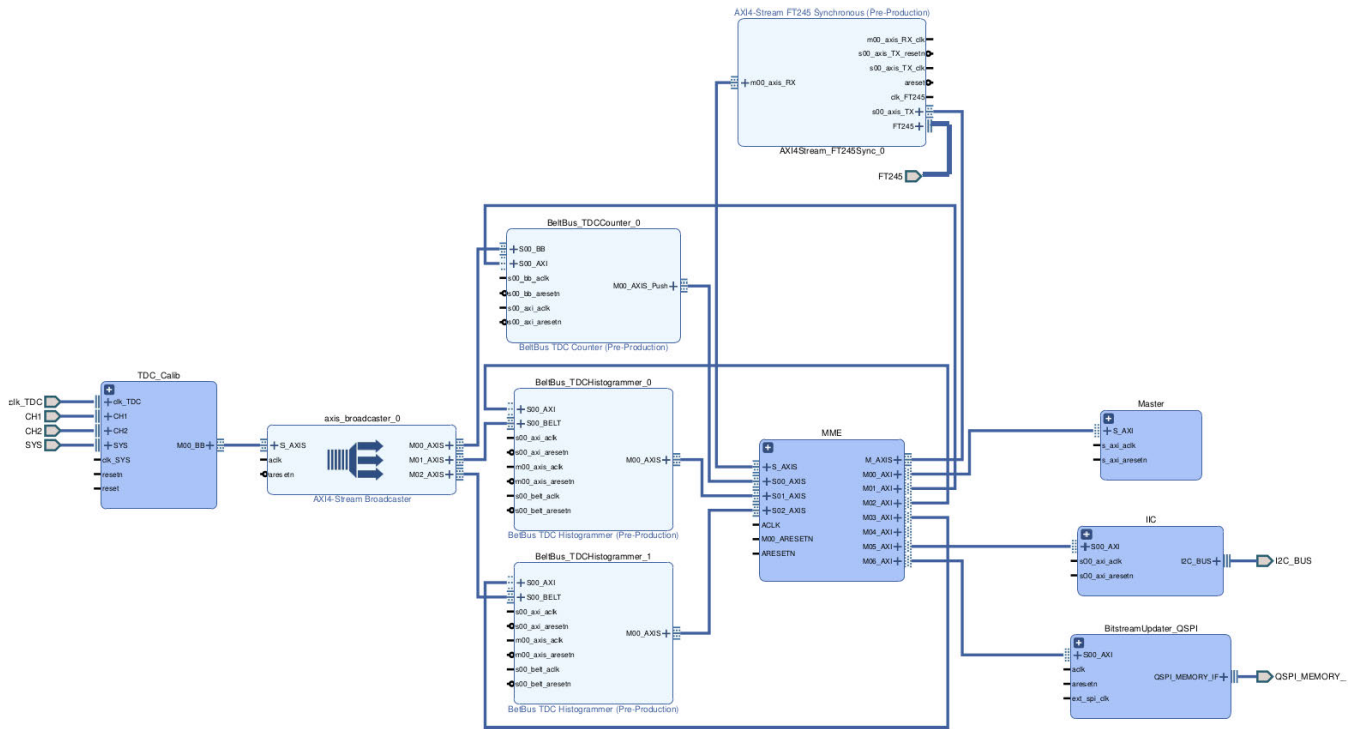 AXI4-Stream FT245 Synchronous (Pre-Production)
m00_axis_RX_clk
s00_axis_TX_resetn
s00_axis_TX_clk
m00_axis_RX
areset
clk_FT245
s00_axis_TX
FT245
AXI4Stream_FT245Sync_0
FT245
BeltBus_TDCCounter_0
S00_BB
S00_AXI
s00_bb_aclk
M00_AXIS_Push
s00_bb_aresetn
s00_axi_aclk
s00_axi_aresetn
BeltBus TDC Counter (Pre-Production)
TDC_Calib
clk_TDC
CH1
CH2
SYS
clk_TDC
CH1
CH2
SYS
M00_BB
clk_SYS
resetn
reset
axis_broadcaster_0
S_AXIS
aclk
aresetn
M00_AXIS
M01_AXIS
M02_AXIS
AXI4-Stream Broadcaster
BeltBus_TDCHistogrammer_0
S00_AXI
S00_BELT
s00_axi_aclk
s00_axi_aresetn
M00_AXIS
m00_axis_aclk
m00_axis_aresetn
s00_belt_aclk
s00_belt_aresetn
BeltBus TDC Histogrammer (Pre-Production)
BeltBus_TDCHistogrammer_1
S00_AXI
S00_BELT
s00_axi_aclk
s00_axi_aresetn
M00_AXIS
m00_axis_aclk
m00_axis_aresetn
s00_belt_aclk
s00_belt_aresetn
BeltBus TDC Histogrammer (Pre-Production)
MME
S_AXIS
S00_AXIS
S01_AXIS
S02_AXIS
ACLK
M00_ARESETN
ARESETN
M_AXIS
M00_AXI
M01_AXI
M02_AXI
M03_AXI
M04_AXI
M05_AXI
M06_AXI
Master
S_AXI
s_axi_aclk
s_axi_aresetn
IIC
S00_AXI
s00_axi_aclk
s00_axi_aresetn
I2C_BUS
I2C_BUS
BitstreamUpdater_QSPI
S00_AXI
aclk
aresetn
ext_spi_clk
QSPI_MEMORY_IF
QSPI_MEMORY_